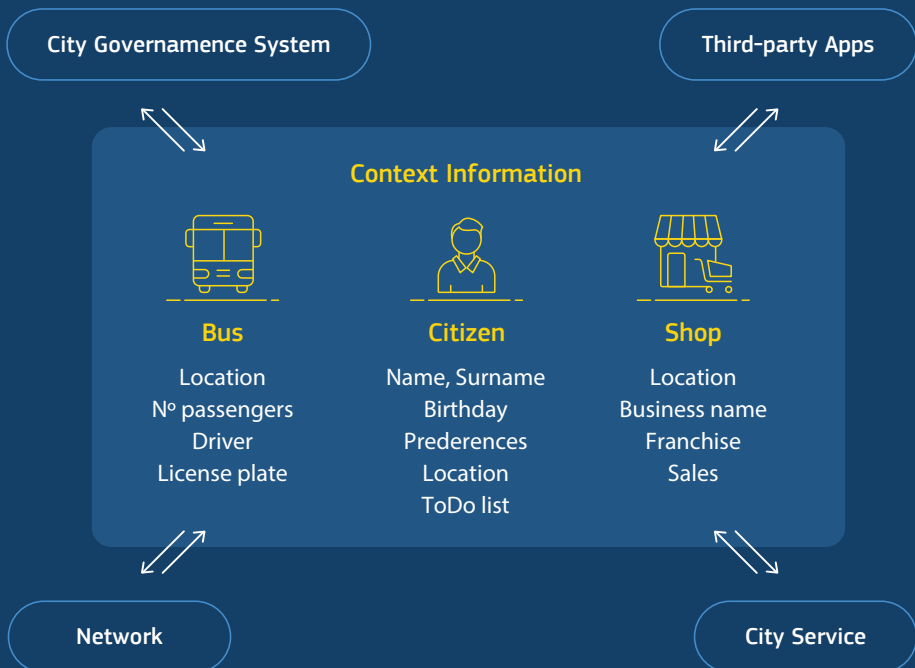 City Governamence System
Third-party Apps
Context Information
Bus
Location
Nº passengers
Driver
License plate
Citizen
Name, Surname
Birthday
Prederences
Location
ToDo list
Shop
Location
Business name
Franchise
Sales
Network
City Service